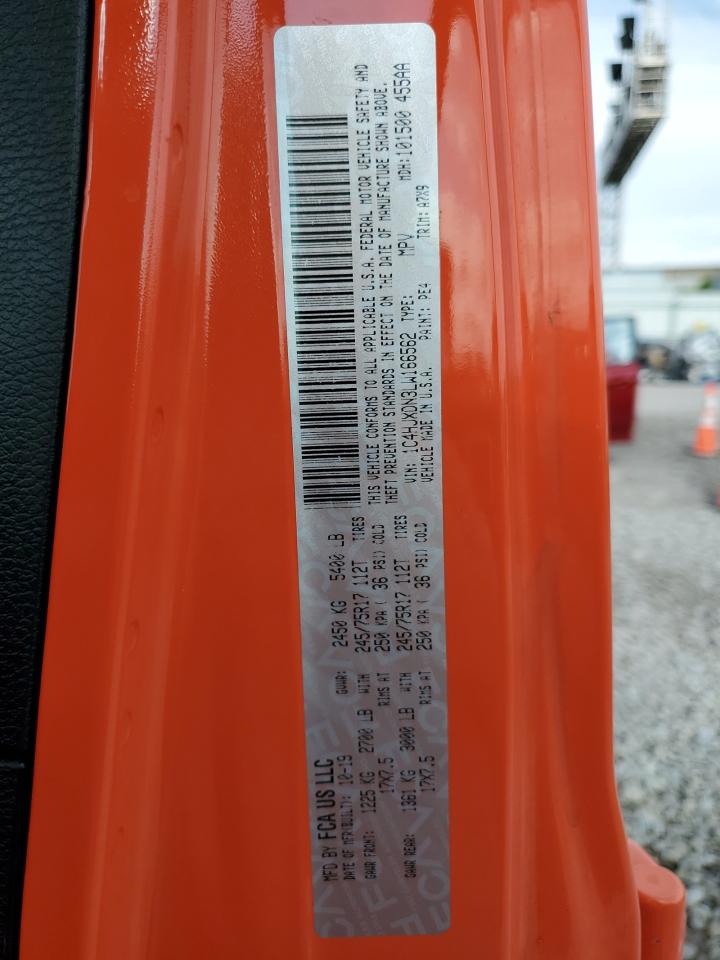 MFD BY FCA US LLC
DATE OF MFR(BUILT): 10-19 GVWR: 2450 KG 5400 LB
GAWR FRONT: 1225 KG 2700 LB WITH 245/75R17 112T TIRES
17X7.5 RIMS AT 250 KPA ( 36 PSI) COLD
GAWR REAR: 1361 KG 3000 LB WITH 245/75R17 112T TIRES
17X7.5 RIMS AT 250 KPA ( 36 PSI) COLD
THIS VEHICLE CONFORMS TO ALL APPLICABLE U.S.A. FEDERAL MOTOR VEHICLE SAFETY AND
THEFT PREVENTION STANDARDS IN EFFECT ON THE DATE OF MANUFACTURE SHOWN ABOVE.
VIN: 1C4HJXDN3LW166562 TYPE: MPV MDH: 101500 455AA
VEHICLE MADE IN U.S.A. PAINT: PE4 TRIM: A7X9